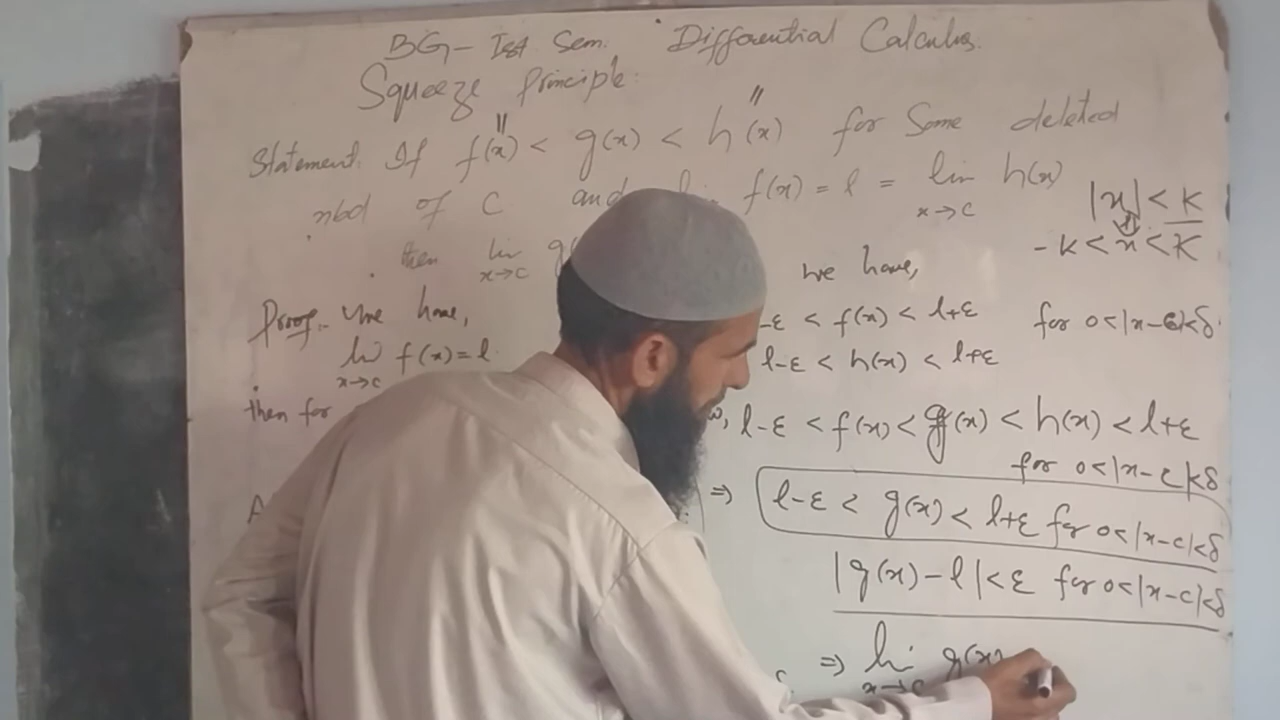 BG- Ist Sem. Differential Calculus.
Squeeze Principle:
Statement: If f(x) < g(x) < h(x) for some deleted
nbd of c and f(x) = l = lim h(x)
x→c
|x| < K
-K < x < K
then lim g(
x→c
Proof:- We have,
lim f(x) = l
x→c
then for
we have,
-ε < f(x) < l+ε for 0<|x-c|<δ.
l-ε < h(x) < l+ε
l-ε < f(x) < g(x) < h(x) < l+ε
for 0<|x-c|<δ
⇒ l-ε < g(x) < l+ε for 0<|x-c|<δ
|g(x)-l|<ε for 0<|x-c|<δ
⇒ lim g(x)
x→c